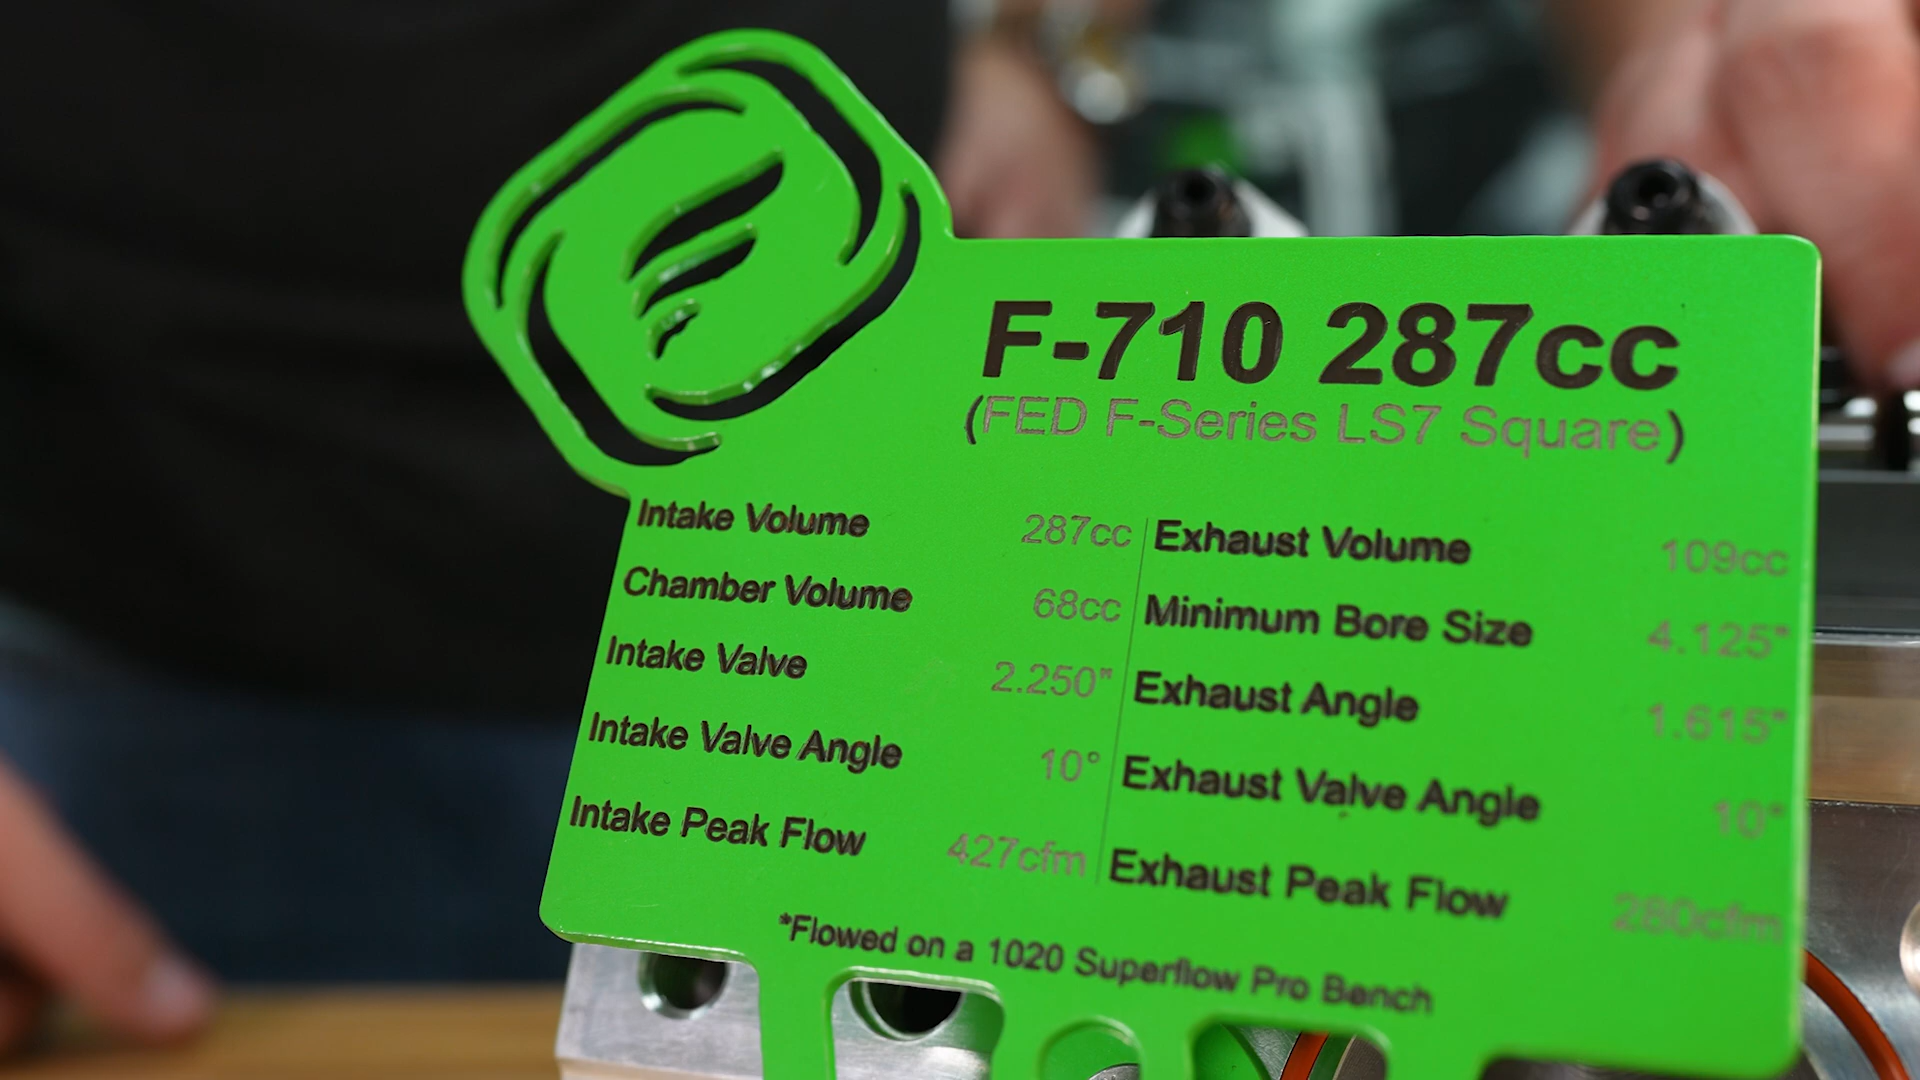 F-710 287cc
(FED F-Series LS7 Square)
Intake Volume 287cc
Chamber Volume 68cc
Intake Valve 2.250"
Intake Valve Angle 10°
Intake Peak Flow 427cfm
Exhaust Volume 109cc
Minimum Bore Size 4.125"
Exhaust Angle 1.615"
Exhaust Valve Angle 10°
Exhaust Peak Flow 280cfm
*Flowed on a 1020 Superflow Pro Bench